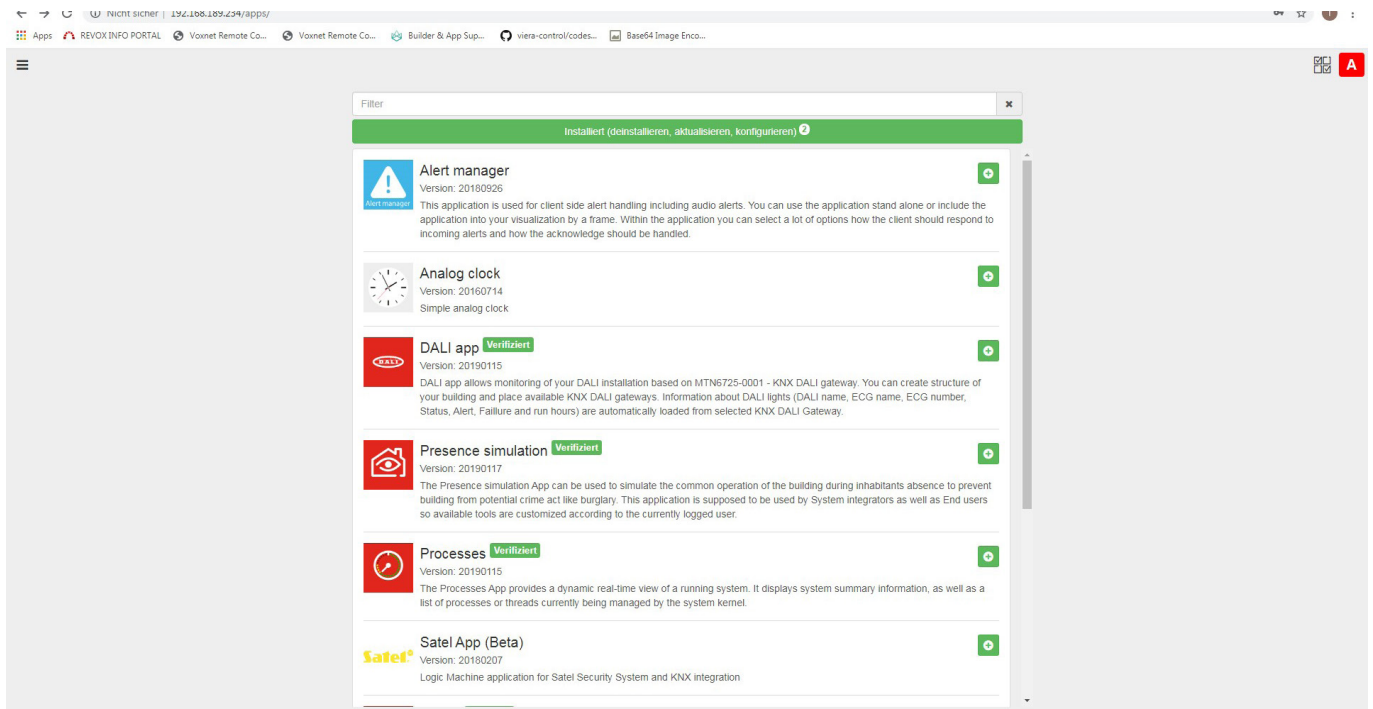 Nicht sicher | 192.168.189.234/apps/
Apps REVOX INFO PORTAL Voxnet Remote Co... Voxnet Remote Co... Builder & App Sup... viera-control/codes... Base64 Image Enco...
A
Filter
Installiert (deinstallieren, aktualisieren, konfigurieren) 2
Alert manager
Alert manager
Version: 20180926
This application is used for client side alert handling including audio alerts. You can use the application stand alone or include the
application into your visualization by a frame. Within the application you can select a lot of options how the client should respond to
incoming alerts and how the acknowledge should be handled.
Analog clock
Version: 20160714
Simple analog clock
DALI
DALI app Verifiziert
Version: 20190115
DALI app allows monitoring of your DALI installation based on MTN6725-0001 - KNX DALI gateway. You can create structure of
your building and place available KNX DALI gateways. Information about DALI lights (DALI name, ECG name, ECG number,
Status, Alert, Faillure and run hours) are automatically loaded from selected KNX DALI Gateway.
Presence simulation Verifiziert
Version: 20190117
The Presence simulation App can be used to simulate the common operation of the building during inhabitants absence to prevent
building from potential crime act like burglary. This application is supposed to be used by System integrators as well as End users
so available tools are customized according to the currently logged user.
Processes Verifiziert
Version: 20190115
The Processes App provides a dynamic real-time view of a running system. It displays system summary information, as well as a
list of processes or threads currently being managed by the system kernel.
Satel
Satel App (Beta)
Version: 20180207
Logic Machine application for Satel Security System and KNX integration